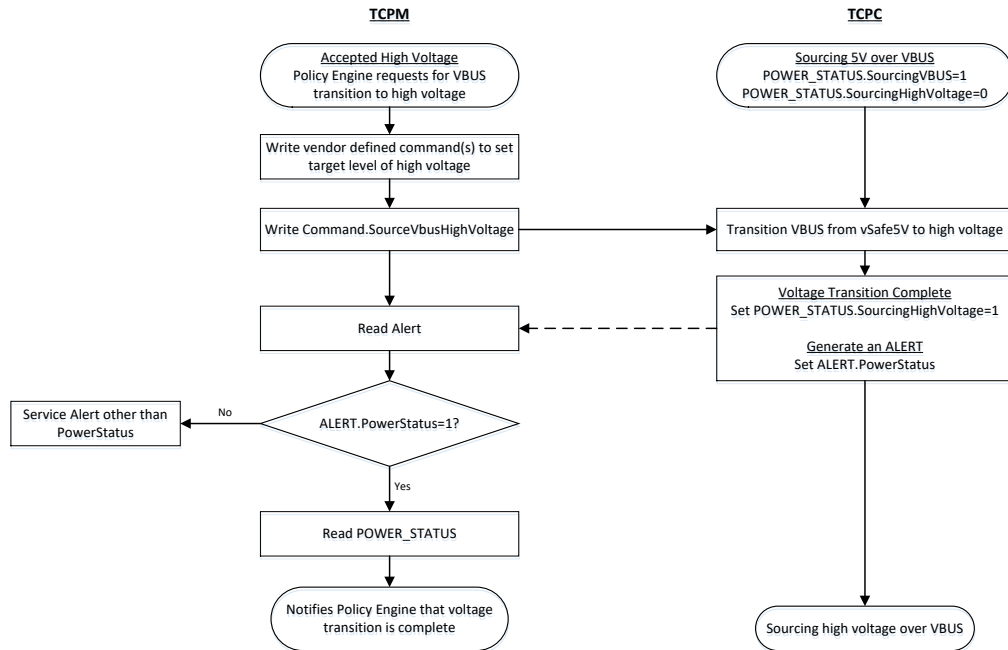 TCPM
TCPC
Accepted High Voltage
Policy Engine requests for VBUS
transition to high voltage
Sourcing 5V over VBUS
POWER_STATUS.SourcingVBUS=1
POWER_STATUS.SourcingHighVoltage=0
Write vendor defined command(s) to set
target level of high voltage
Write Command.SourceVbusHighVoltage
Transition VBUS from vSafe5V to high voltage
Voltage Transition Complete
Set POWER_STATUS.SourcingHighVoltage=1
Generate an ALERT
Set ALERT.PowerStatus
Read Alert
ALERT.PowerStatus=1?
No
Service Alert other than
PowerStatus
Yes
Read POWER_STATUS
Notifies Policy Engine that voltage
transition is complete
Sourcing high voltage over VBUS